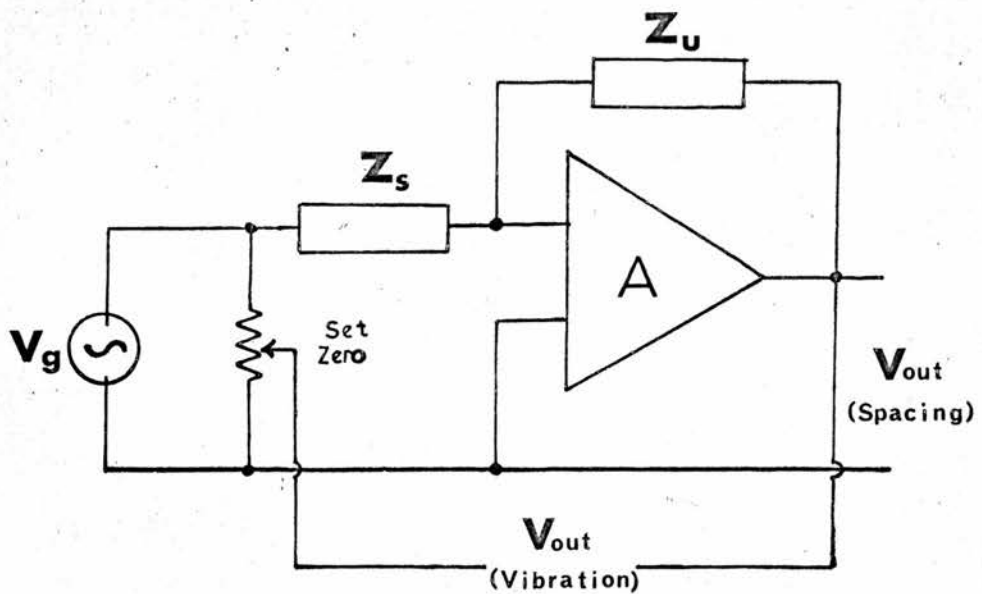 Zu
Zs
A
Vg
Set
Zero
Vout
(Spacing)
Vout
(Vibration)